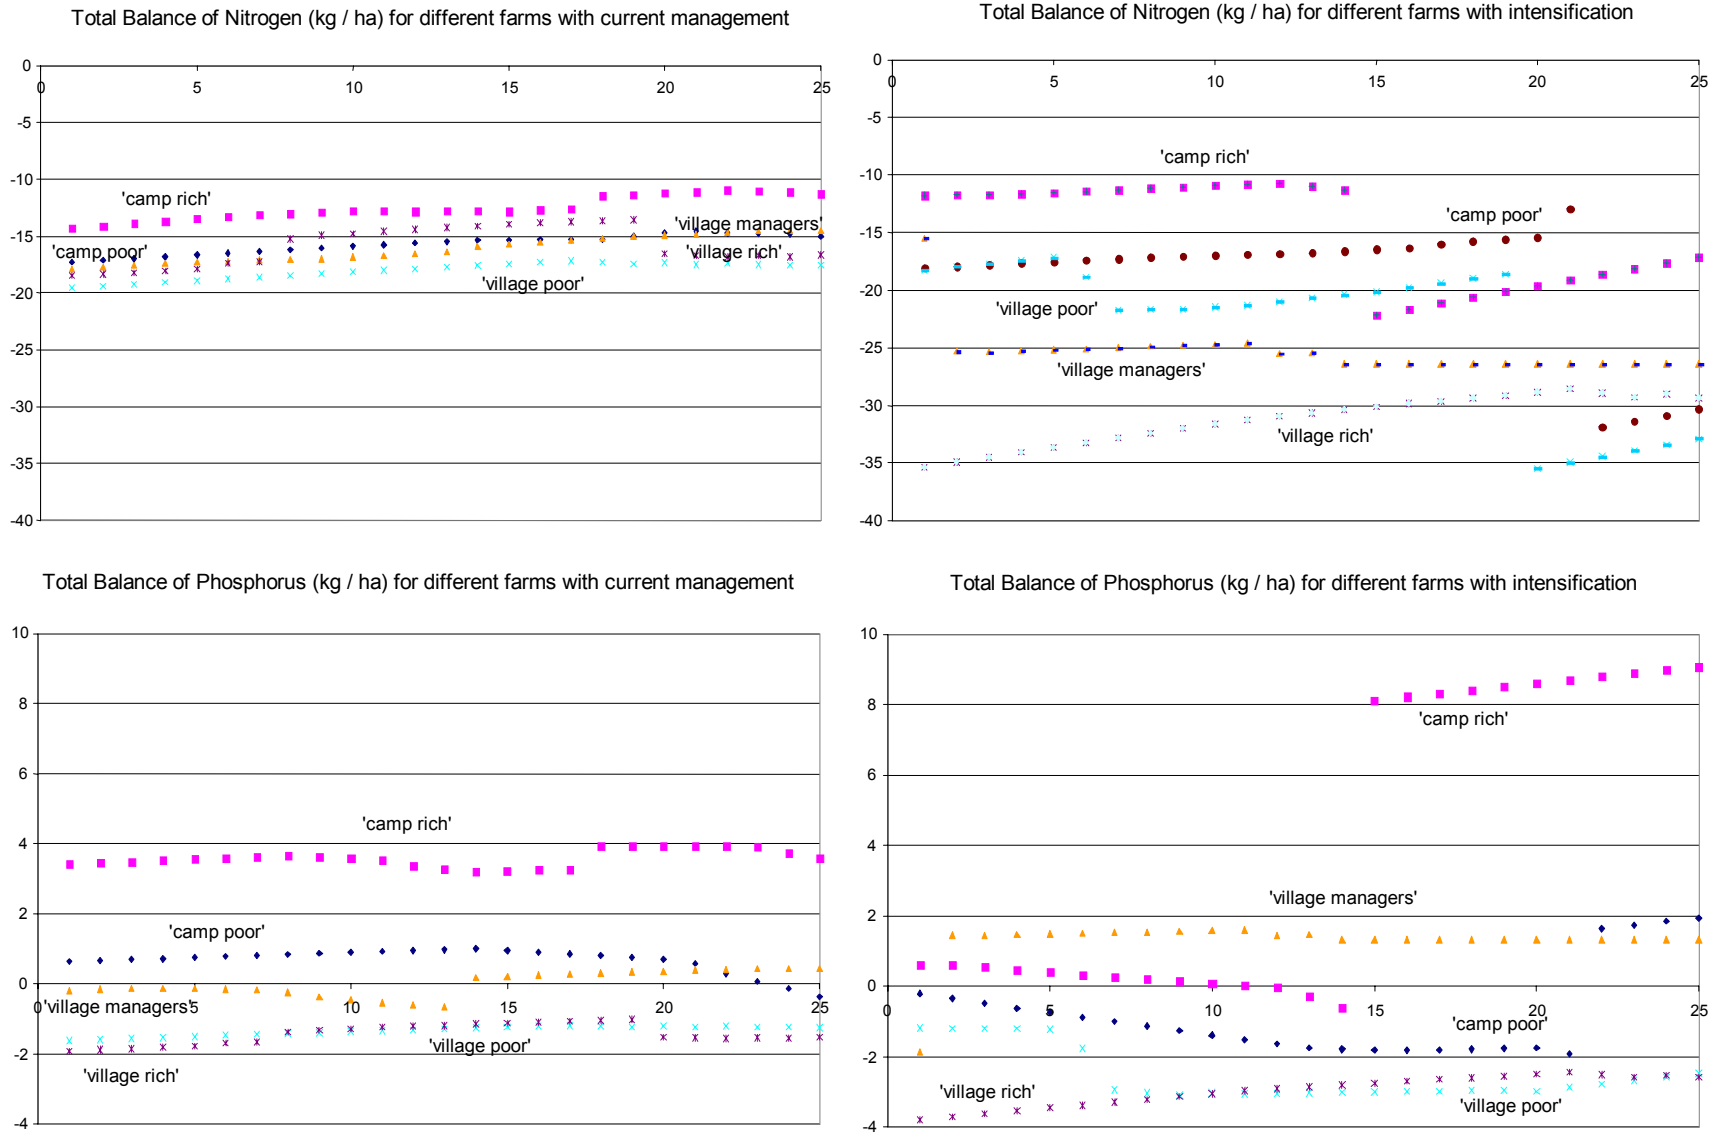 Total Balance of Nitrogen (kg / ha) for different farms with current management
0
0 5 10 15 20 25
-5
-10
'camp rich'
'village managers'
-15
'camp poor'
'village rich'
'village poor'
-20
-25
-30
-35
-40
Total Balance of Nitrogen (kg / ha) for different farms with intensification
0
0 5 10 15 20 25
-5
'camp rich'
-10
'camp poor'
-15
-20
'village poor'
-25
'village managers'
-30
'village rich'
-35
-40
Total Balance of Phosphorus (kg / ha) for different farms with current management
10
8
6
'camp rich'
4
2
'camp poor'
0
0 5 10 15 20 25
'village managers'
'village poor'
-2
'village rich'
-4
Total Balance of Phosphorus (kg / ha) for different farms with intensification
10
8
'camp rich'
6
4
'village managers'
2
0
0 5 10 15 20 25
'camp poor'
-2
'village rich'
'village poor'
-4